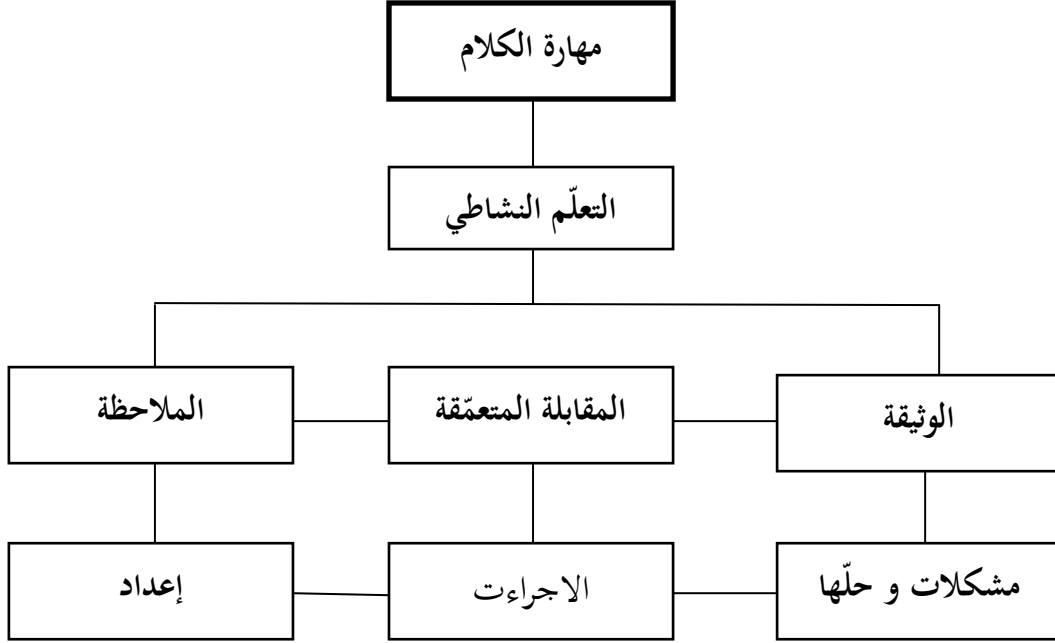 مهارة الكلام
التعلّم النشاطي
الوثيقة
المقابلة المتعمّقة
الملاحظة
مشكلات و حلّها
الاجراءت
إعداد